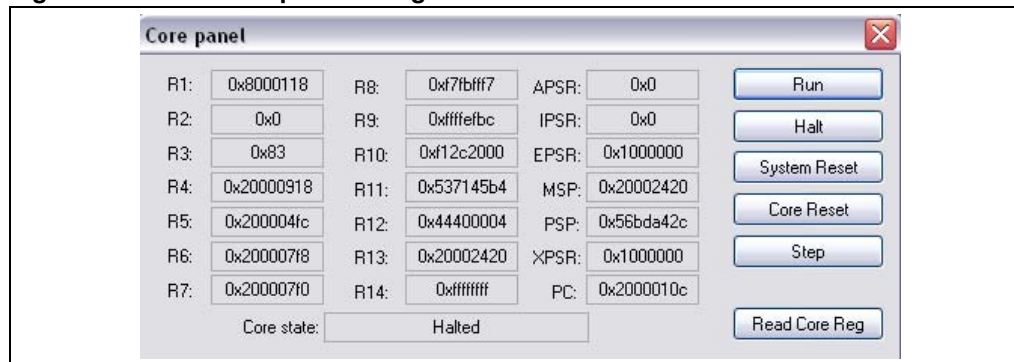 Core panel
R1: 0x8000118 R8: 0xf7fbfff7 APSR: 0x0 Run
R2: 0x0 R9: 0xffffefbc IPSR: 0x0 Halt
R3: 0x83 R10: 0xf12c2000 EPSR: 0x1000000 System Reset
R4: 0x20000918 R11: 0x537145b4 MSP: 0x20002420 Core Reset
R5: 0x200004fc R12: 0x44400004 PSP: 0x56bda42c Step
R6: 0x200007f8 R13: 0x20002420 XPSR: 0x1000000
R7: 0x200007f0 R14: 0xffffffff PC: 0x2000010c
Core state: Halted Read Core Reg